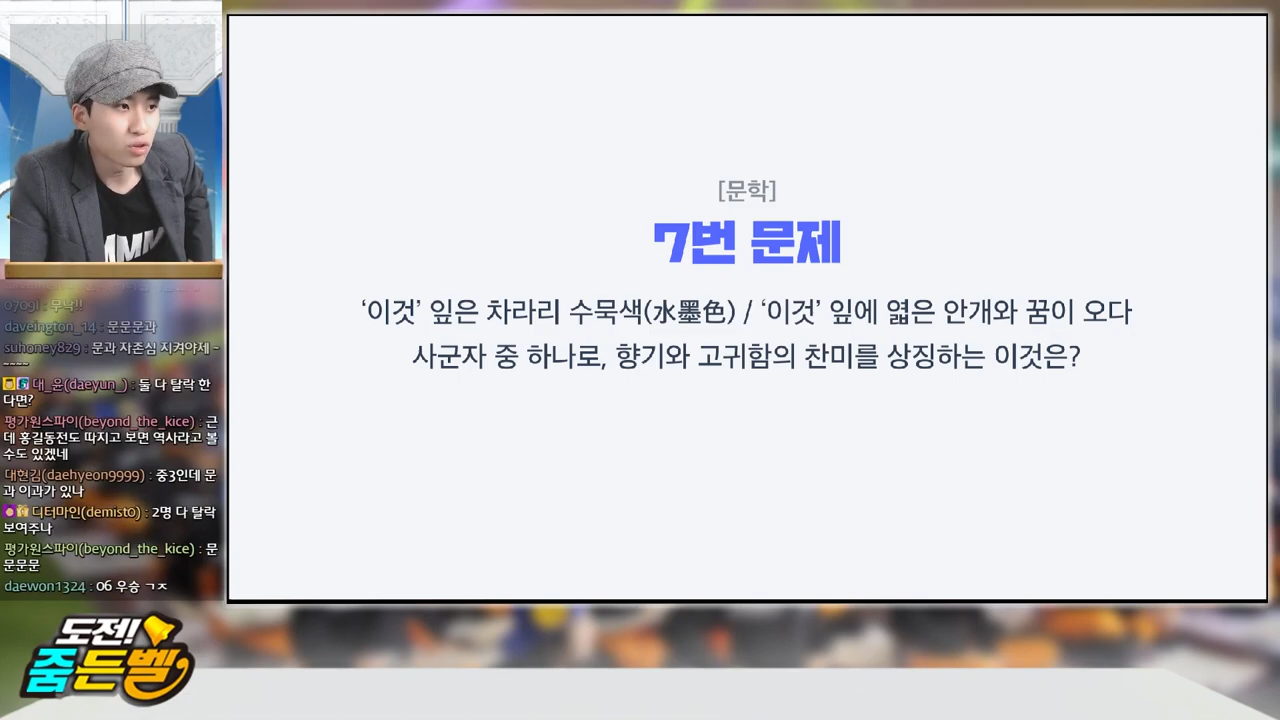 [문학]
7번 문제
‘이것’ 잎은 차라리 수묵색(水墨色) / ‘이것’ 잎에 엷은 안개와 꿈이 오다
사군자 중 하나로, 향기와 고귀함의 찬미를 상징하는 이것은?
MMM
0709l : 무낙!!
daveington_14 : 문문문과
suhoney829 : 문과 자존심 지켜야제 ~
~~~~
대_윤(daeyun_) : 둘 다 탈락 한
다면?
평가원스파이(beyond_the_kice) : 근
데 홍길동전도 따지고 보면 역사라고 볼
수도 있겠네
대현김(daehyeon9999) : 중3인데 문
과 이과가 있나
디터마인(demist0) : 2명 다 탈락
보여주나
평가원스파이(beyond_the_kice) : 문
문문문
daewon1324 : 06 우승 ㄱㅈ
도전!
줌든벨